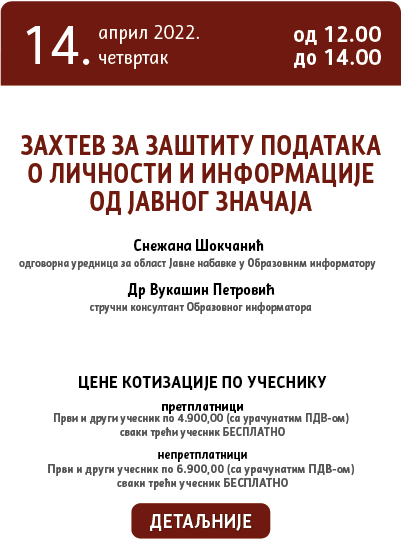 14.
април 2022.
четвртак
од 12.00
до 14.00
ЗАХТЕВ ЗА ЗАШТИТУ ПОДАТАКА
О ЛИЧНОСТИ И ИНФОРМАЦИЈЕ
ОД ЈАВНОГ ЗНАЧАЈА
Снежана Шокчанић
одговорна уредница за област Јавне набавке у Образовним информатору
Др Вукашин Петровић
стручни консултант Образовног информатора
ЦЕНЕ КОТИЗАЦИЈЕ ПО УЧЕСНИКУ
претплатници
Први и други учесник по 4.900,00 (са урачунатим ПДВ-ом)
сваки трећи учесник БЕСПЛАТНО
непретплатници
Први и други учесник по 6.900,00 (са урачунатим ПДВ-ом)
сваки трећи учесник БЕСПЛАТНО
ДЕТАЉНИЈЕ